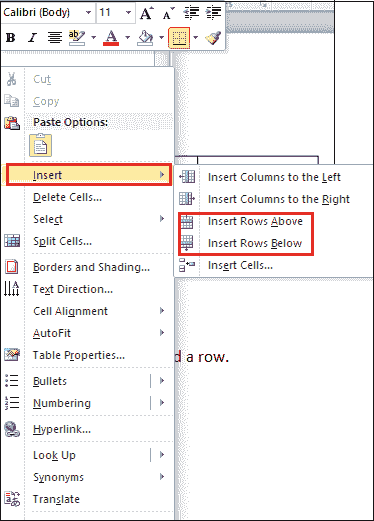 Calibri (Body) 11 A A
B I ab A
Cut
Copy
Paste Options:
Insert
Insert Columns to the Left
Delete Cells...
Insert Columns to the Right
Select
Insert Rows Above
Split Cells...
Insert Rows Below
Borders and Shading...
Insert Cells...
Text Direction...
Cell Alignment
AutoFit
Table Properties...
d a row.
Bullets
Numbering
Hyperlink...
Look Up
Synonyms
Translate